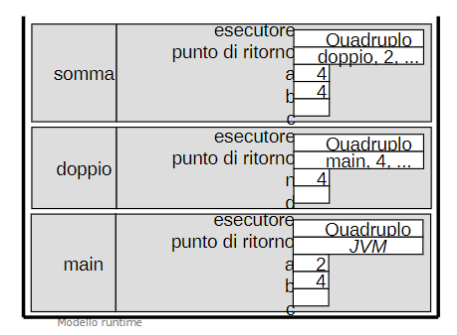 esecutore Quadruplo
punto di ritorno doppio, 2, ...
somma a 4
b 4
c
esecutore Quadruplo
punto di ritorno main, 4, ...
doppio n 4
d
esecutore Quadruplo
punto di ritorno JVM
main a 2
b 4
c
Modello runtime